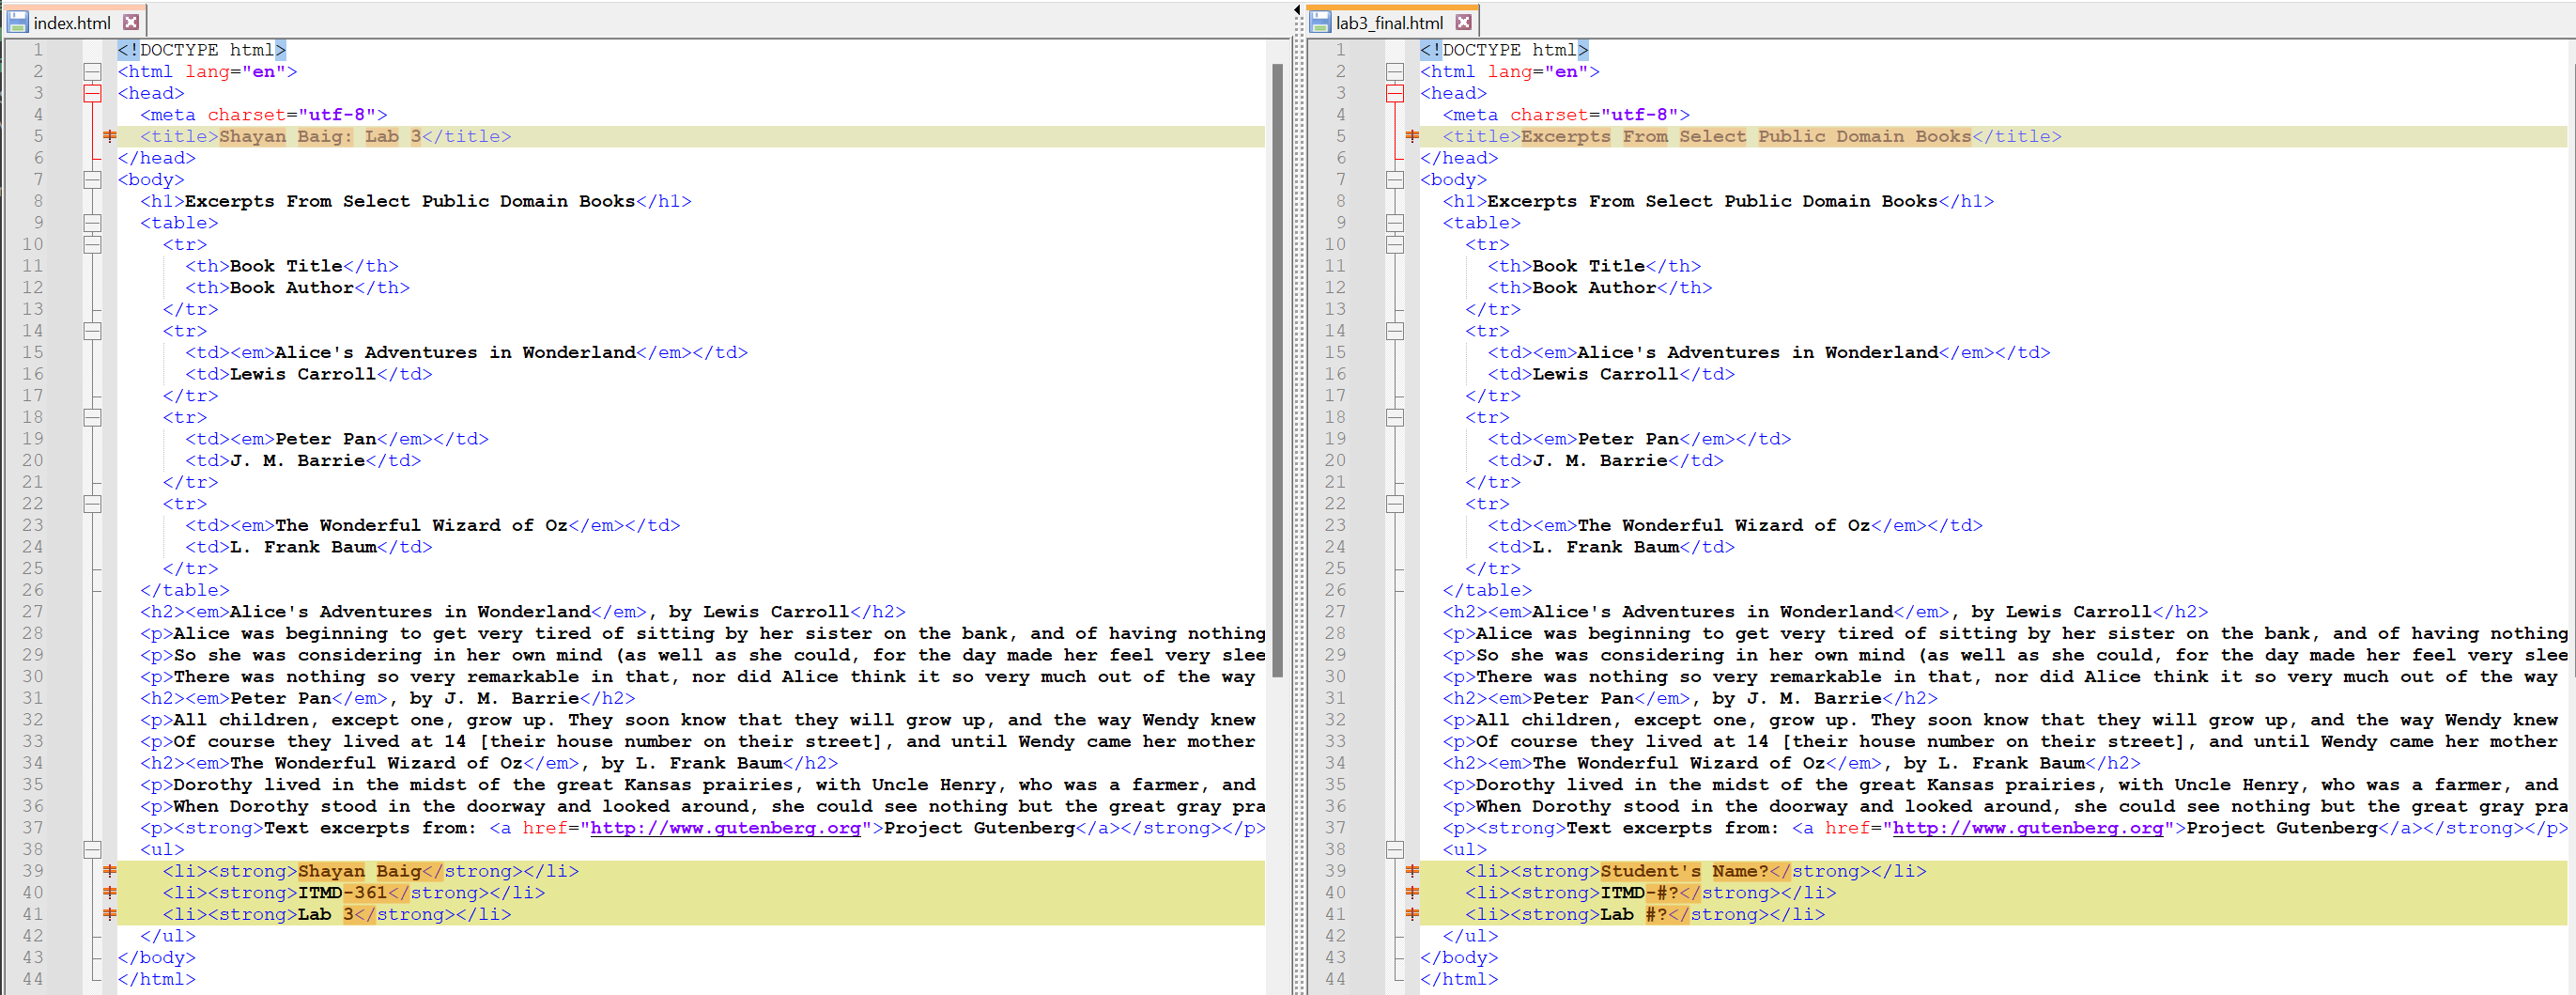 index.html
1 <!DOCTYPE html>
2 <html lang="en">
3 <head>
4 <meta charset="utf-8">
5 <title>Shayan Baig: Lab 3</title>
6 </head>
7 <body>
8 <h1>Excerpts From Select Public Domain Books</h1>
9 <table>
10 <tr>
11 <th>Book Title</th>
12 <th>Book Author</th>
13 </tr>
14 <tr>
15 <td><em>Alice's Adventures in Wonderland</em></td>
16 <td>Lewis Carroll</td>
17 </tr>
18 <tr>
19 <td><em>Peter Pan</em></td>
20 <td>J. M. Barrie</td>
21 </tr>
22 <tr>
23 <td><em>The Wonderful Wizard of Oz</em></td>
24 <td>L. Frank Baum</td>
25 </tr>
26 </table>
27 <h2><em>Alice's Adventures in Wonderland</em>, by Lewis Carroll</h2>
28 <p>Alice was beginning to get very tired of sitting by her sister on the bank, and of having nothing
29 <p>So she was considering in her own mind (as well as she could, for the day made her feel very slee
30 <p>There was nothing so very remarkable in that, nor did Alice think it so very much out of the way
31 <h2><em>Peter Pan</em>, by J. M. Barrie</h2>
32 <p>All children, except one, grow up. They soon know that they will grow up, and the way Wendy knew
33 <p>Of course they lived at 14 [their house number on their street], and until Wendy came her mother
34 <h2><em>The Wonderful Wizard of Oz</em>, by L. Frank Baum</h2>
35 <p>Dorothy lived in the midst of the great Kansas prairies, with Uncle Henry, who was a farmer, and
36 <p>When Dorothy stood in the doorway and looked around, she could see nothing but the great gray pra
37 <p><strong>Text excerpts from: <a href="http://www.gutenberg.org">Project Gutenberg</a></strong></p>
38 <ul>
39 <li><strong>Shayan Baig</strong></li>
40 <li><strong>ITMD-361</strong></li>
41 <li><strong>Lab 3</strong></li>
42 </ul>
43 </body>
44 </html>
lab3_final.html
1 <!DOCTYPE html>
2 <html lang="en">
3 <head>
4 <meta charset="utf-8">
5 <title>Excerpts From Select Public Domain Books</title>
6 </head>
7 <body>
8 <h1>Excerpts From Select Public Domain Books</h1>
9 <table>
10 <tr>
11 <th>Book Title</th>
12 <th>Book Author</th>
13 </tr>
14 <tr>
15 <td><em>Alice's Adventures in Wonderland</em></td>
16 <td>Lewis Carroll</td>
17 </tr>
18 <tr>
19 <td><em>Peter Pan</em></td>
20 <td>J. M. Barrie</td>
21 </tr>
22 <tr>
23 <td><em>The Wonderful Wizard of Oz</em></td>
24 <td>L. Frank Baum</td>
25 </tr>
26 </table>
27 <h2><em>Alice's Adventures in Wonderland</em>, by Lewis Carroll</h2>
28 <p>Alice was beginning to get very tired of sitting by her sister on the bank, and of having nothing
29 <p>So she was considering in her own mind (as well as she could, for the day made her feel very slee
30 <p>There was nothing so very remarkable in that, nor did Alice think it so very much out of the way
31 <h2><em>Peter Pan</em>, by J. M. Barrie</h2>
32 <p>All children, except one, grow up. They soon know that they will grow up, and the way Wendy knew
33 <p>Of course they lived at 14 [their house number on their street], and until Wendy came her mother
34 <h2><em>The Wonderful Wizard of Oz</em>, by L. Frank Baum</h2>
35 <p>Dorothy lived in the midst of the great Kansas prairies, with Uncle Henry, who was a farmer, and
36 <p>When Dorothy stood in the doorway and looked around, she could see nothing but the great gray pra
37 <p><strong>Text excerpts from: <a href="http://www.gutenberg.org">Project Gutenberg</a></strong></p>
38 <ul>
39 <li><strong>Student's Name?</strong></li>
40 <li><strong>ITMD-#?</strong></li>
41 <li><strong>Lab #?</strong></li>
42 </ul>
43 </body>
44 </html>